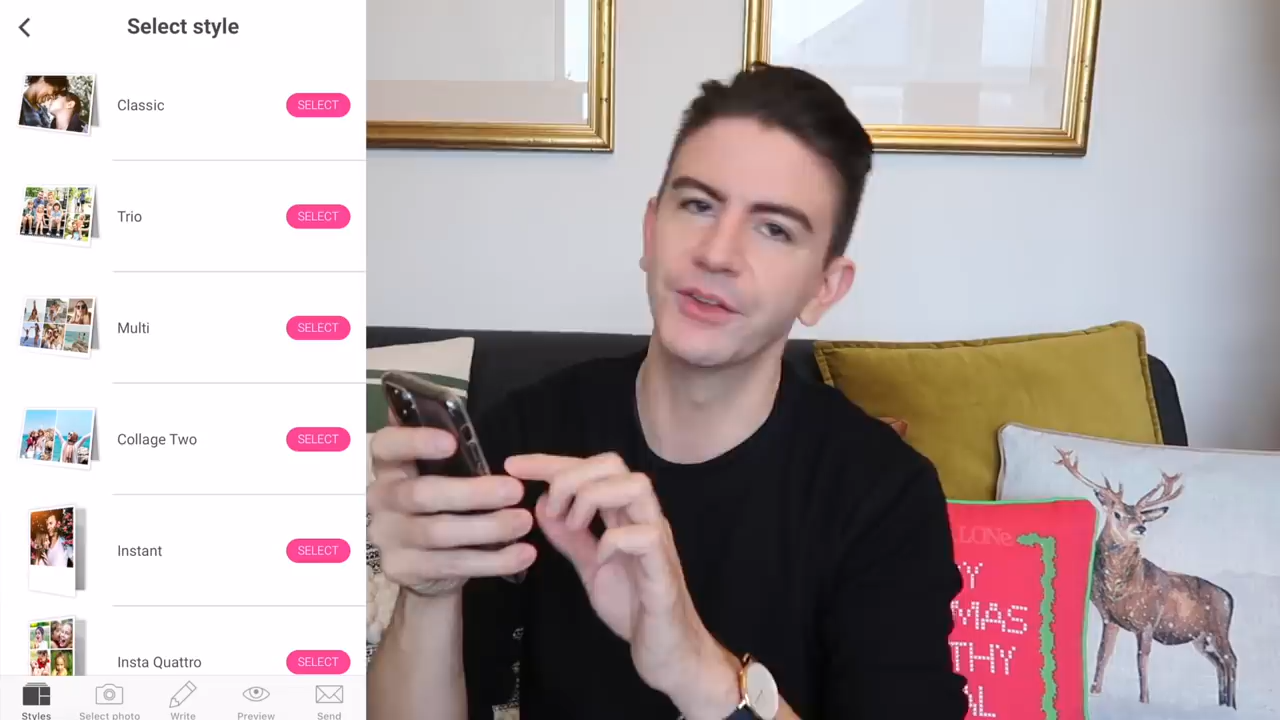 Select style
Classic
SELECT
Trio
SELECT
Multi
SELECT
Collage Two
SELECT
Instant
SELECT
Insta Quattro
SELECT
Styles
Select photo
Write
Preview
Send